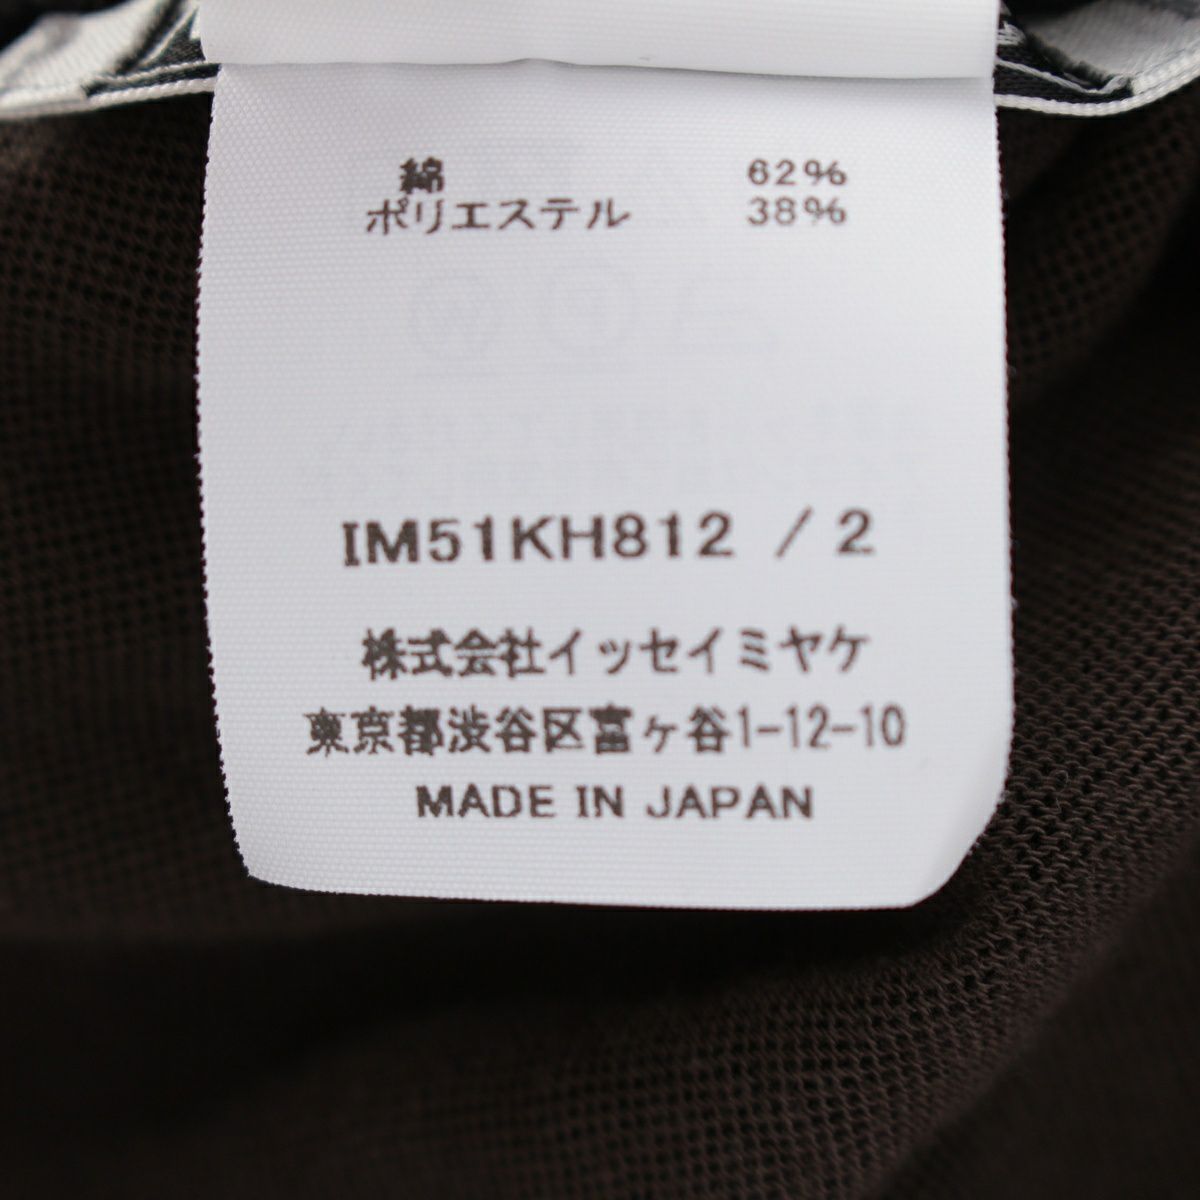 綿 62%
ポリエステル 38%
IM51KH812 / 2
株式会社イッセイミヤケ
東京都渋谷区富ヶ谷1-12-10
MADE IN JAPAN